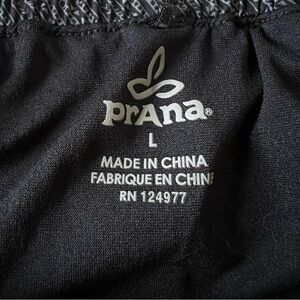 prAna®
L
MADE IN CHINA
FABRIQUE EN CHINE
RN 124977